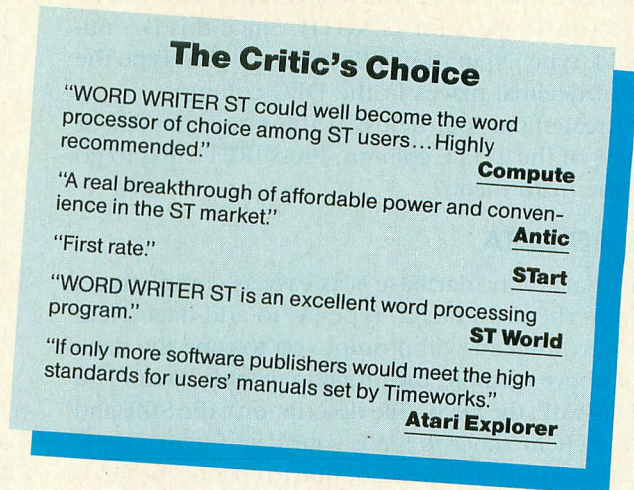 The Critic's Choice
“WORD WRITER ST could well become the word
processor of choice among ST users...Highly
recommended.”
Compute
“A real breakthrough of affordable power and conven-
ience in the ST market.”
Antic
“First rate.”
STart
“WORD WRITER ST is an excellent word processing
program.”
ST World
“If only more software publishers would meet the high
standards for users' manuals set by Timeworks.”
Atari Explorer